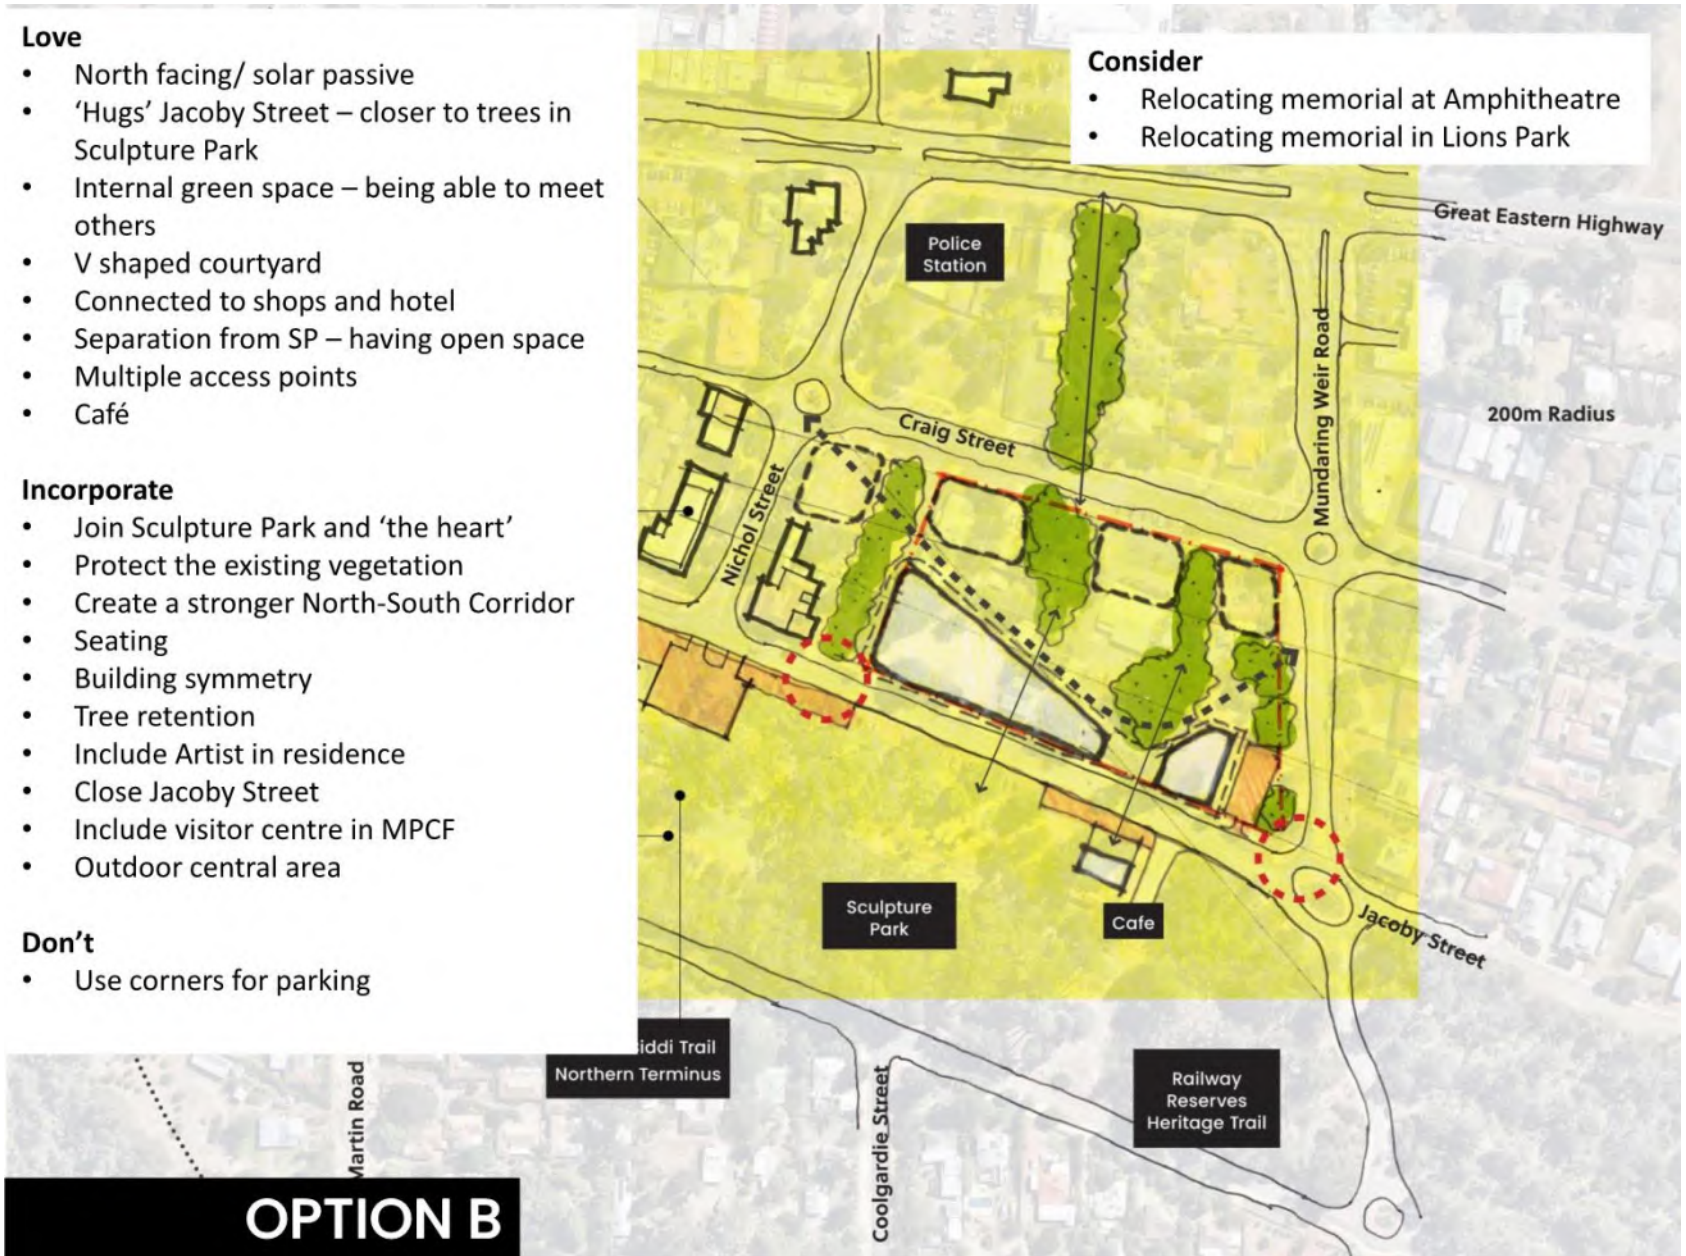 Love
• North facing/ solar passive
• ‘Hugs’ Jacoby Street – closer to trees in
Sculpture Park
• Internal green space – being able to meet
others
• V shaped courtyard
• Connected to shops and hotel
• Separation from SP – having open space
• Multiple access points
• Café
Incorporate
• Join Sculpture Park and ‘the heart’
• Protect the existing vegetation
• Create a stronger North-South Corridor
• Seating
• Building symmetry
• Tree retention
• Include Artist in residence
• Close Jacoby Street
• Include visitor centre in MPCF
• Outdoor central area
Don’t
• Use corners for parking
Consider
• Relocating memorial at Amphitheatre
• Relocating memorial in Lions Park
Great Eastern Highway
Police
Station
Mundaring Weir Road
200m Radius
Craig Street
Nichol Street
Sculpture
Park
Cafe
Jacoby Street
iddi Trail
Northern Terminus
Railway
Reserves
Heritage Trail
Martin Road
Coolgardie Street
OPTION B